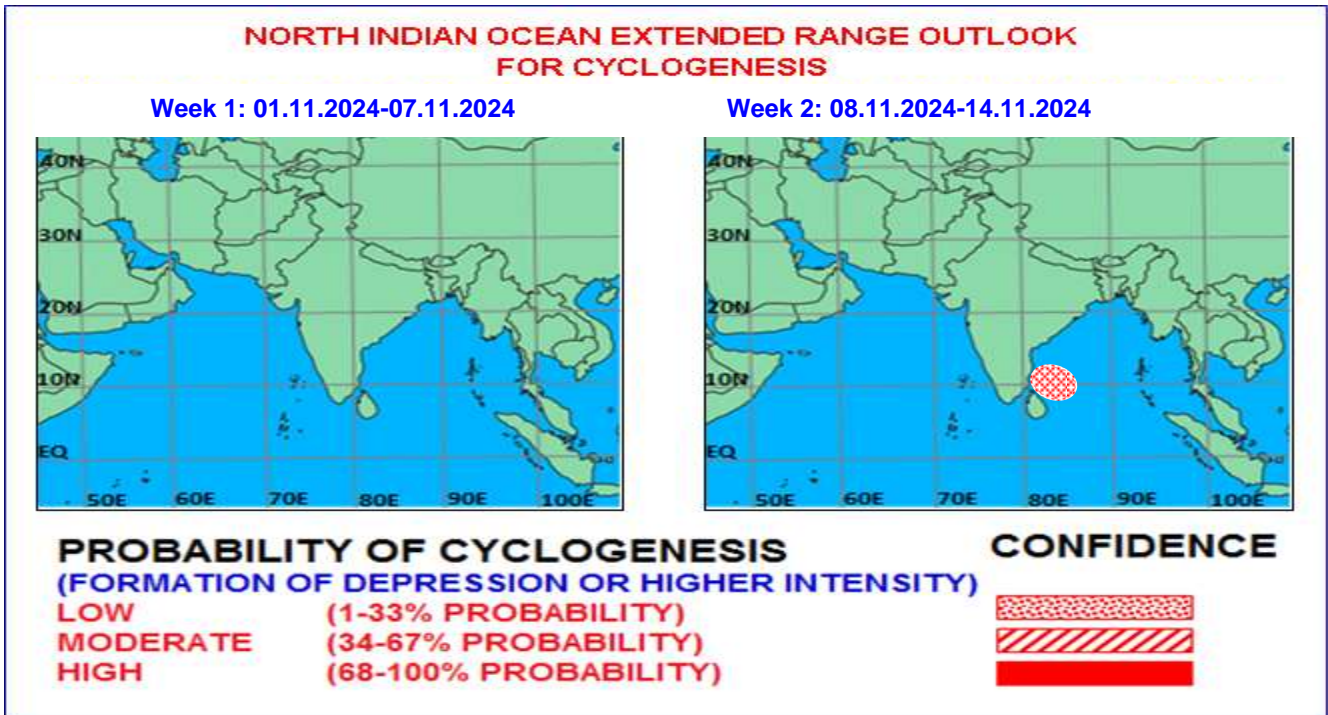 NORTH INDIAN OCEAN EXTENDED RANGE OUTLOOK
FOR CYCLOGENESIS
Week 1: 01.11.2024-07.11.2024
40N
30N
20N
10N
EQ
50E 60E 70E 80E 90E 100E
Week 2: 08.11.2024-14.11.2024
40N
30N
20N
10N
EQ
50E 60E 70E 80E 90E 100E
PROBABILITY OF CYCLOGENESIS CONFIDENCE
(FORMATION OF DEPRESSION OR HIGHER INTENSITY)
LOW (1-33% PROBABILITY)
MODERATE (34-67% PROBABILITY)
HIGH (68-100% PROBABILITY)